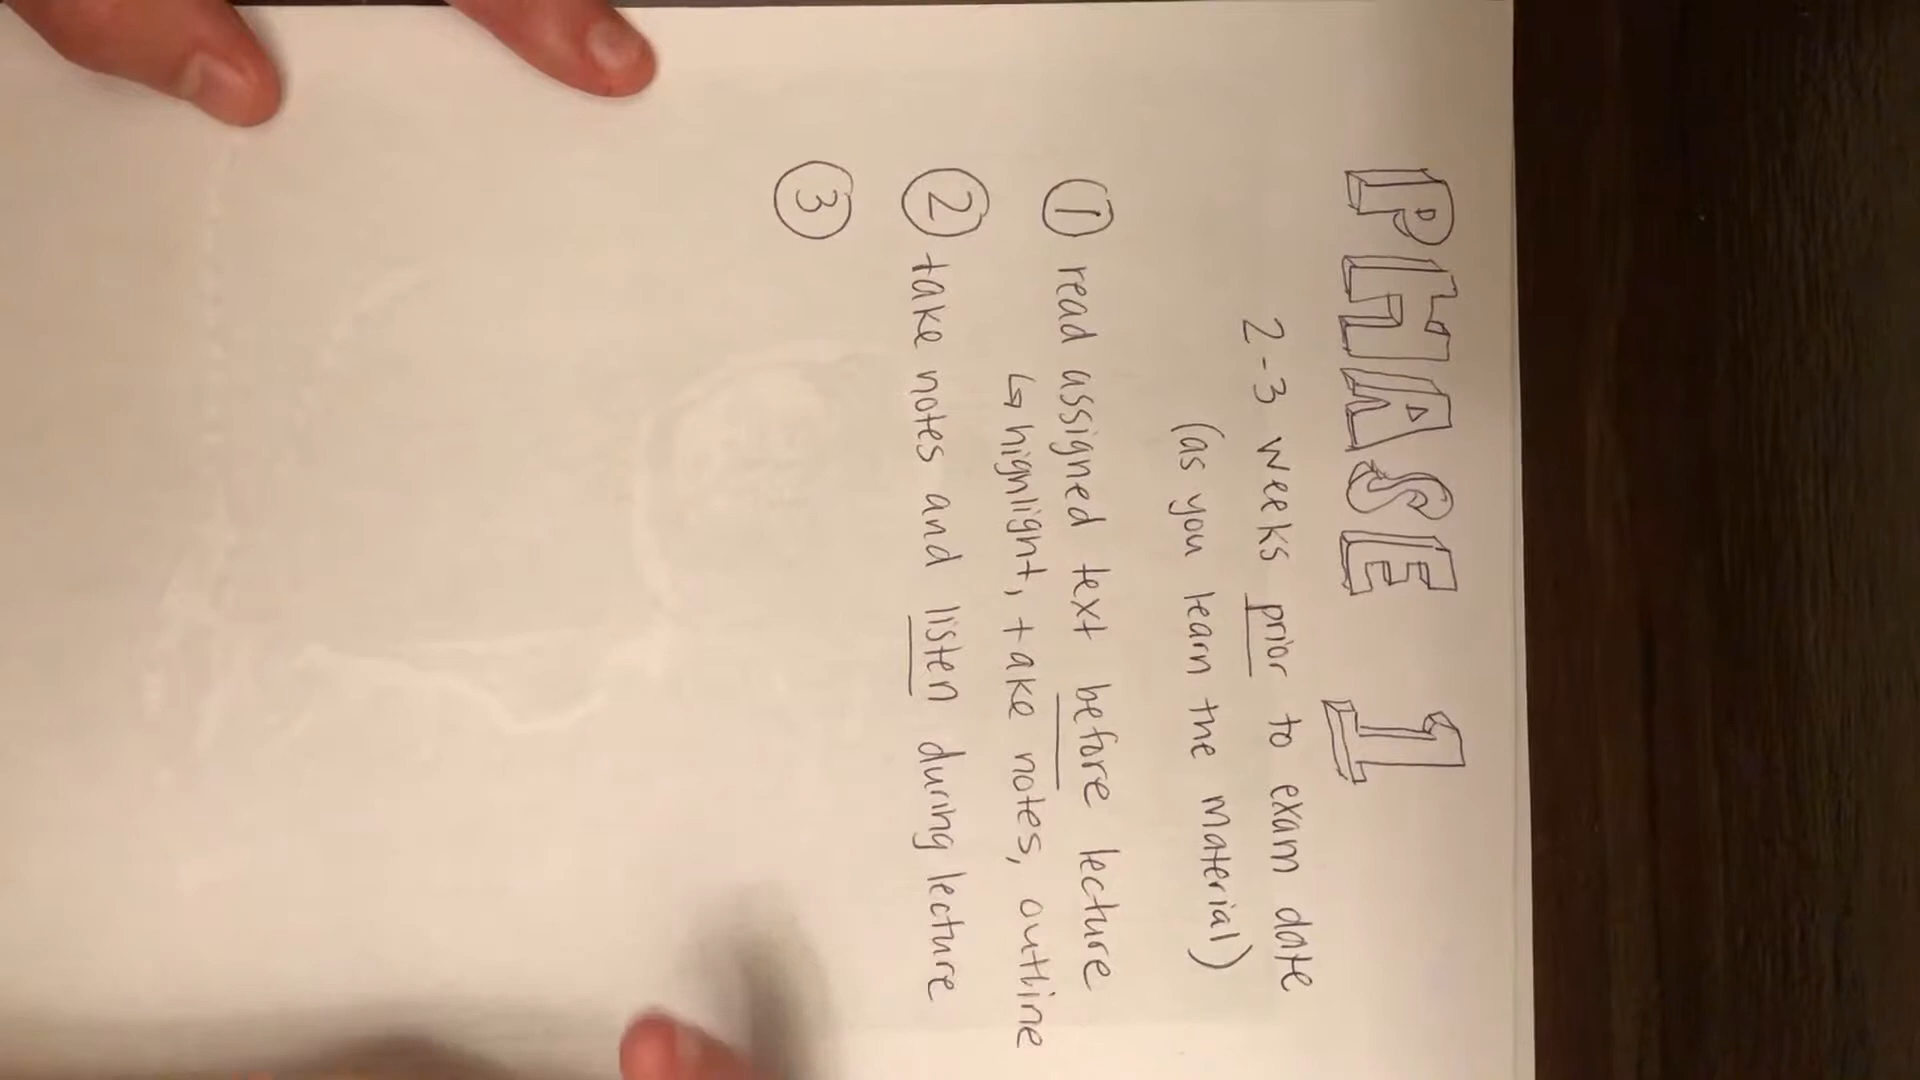 PHASE 1
2-3 weeks prior to exam date
(as you learn the material)
① read assigned text before lecture
↳ highlight, take notes, outline
② take notes and listen during lecture
③